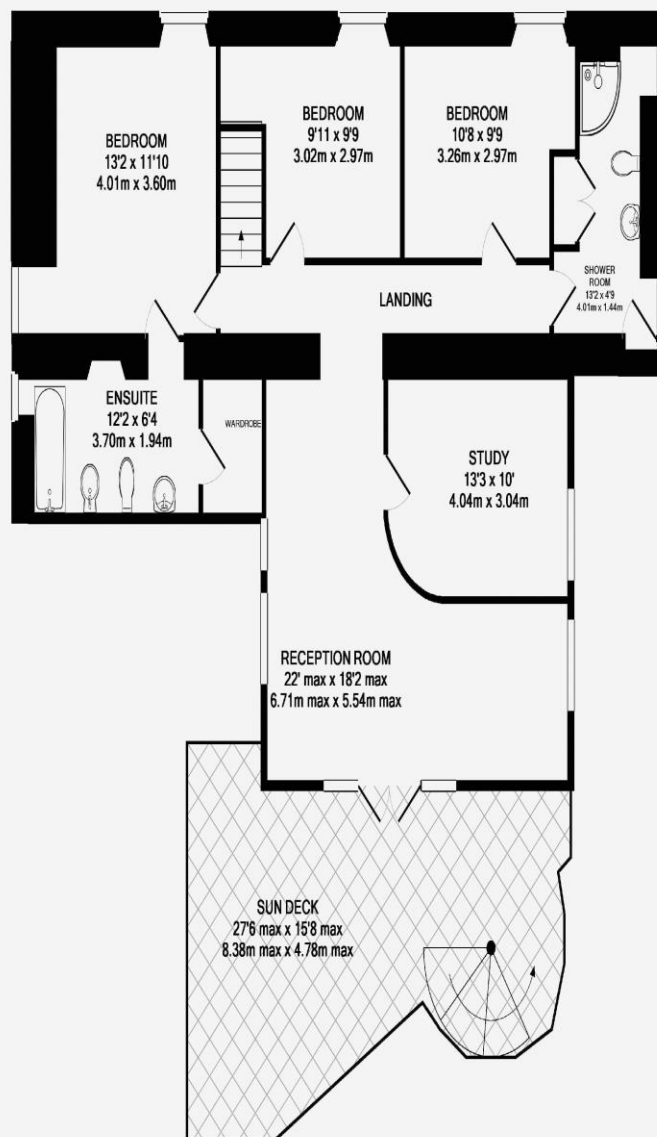 BEDROOM
13'2 x 11'10
4.01m x 3.60m
BEDROOM
9'11 x 9'9
3.02m x 2.97m
BEDROOM
10'8 x 9'9
3.26m x 2.97m
SHOWER
ROOM
13'2 x 4'9
4.01m x 1.44m
LANDING
ENSUITE
12'2 x 6'4
3.70m x 1.94m
WARDROBE
STUDY
13'3 x 10'
4.04m x 3.04m
RECEPTION ROOM
22' max x 18'2 max
6.71m max x 5.54m max
SUN DECK
27'6 max x 15'8 max
8.38m max x 4.78m max